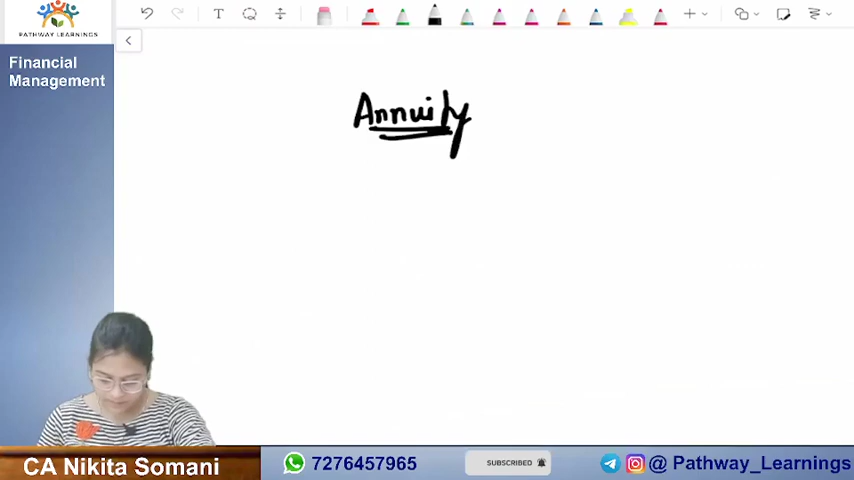 PATHWAY LEARNINGS
Financial
Management
T
Annuity
CA Nikita Somani
7276457965
SUBSCRIBED
@ Pathway_Learnings